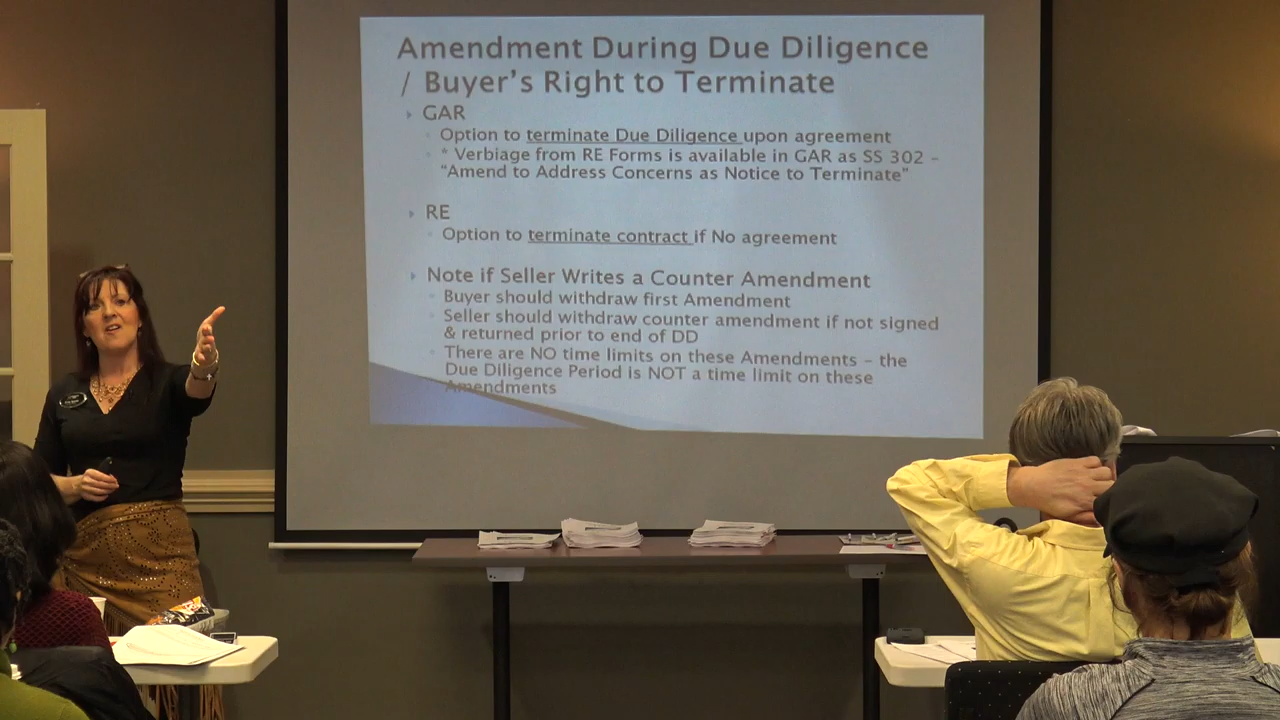 Amendment During Due Diligence
/ Buyer's Right to Terminate
GAR
Option to terminate Due Diligence upon agreement
* Verbiage from RE Forms is available in GAR as SS 302 –
"Amend to Address Concerns as Notice to Terminate"
RE
Option to terminate contract if No agreement
Note if Seller Writes a Counter Amendment
Buyer should withdraw first Amendment
Seller should withdraw counter amendment if not signed
& returned prior to end of DD
There are NO time limits on these Amendments – the
Due Diligence Period is NOT a time limit on these
Amendments